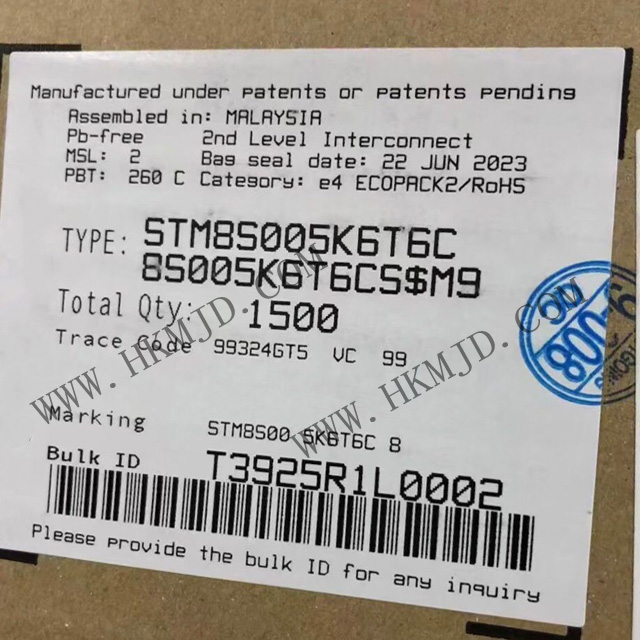 Manufactured under patents or patents pending
Assembled in: MALAYSIA
Pb-free 2nd Level Interconnect
MSL: 2 Bag seal date: 22 JUN 2023
PBT: 260 C Category: e4 ECOPACK2/RoHS
TYPE: STM8S005K6T6C
8S005K6T6CS$M9
Total Qty: 1500
Trace Code 99324GT5 VC 99
Marking STM8S00 5K6T6C 8
Bulk ID T3925R1L0002
Please provide the bulk ID for any inquiry
WWW.HKMJD.COM
WWW.HKMJD.COM